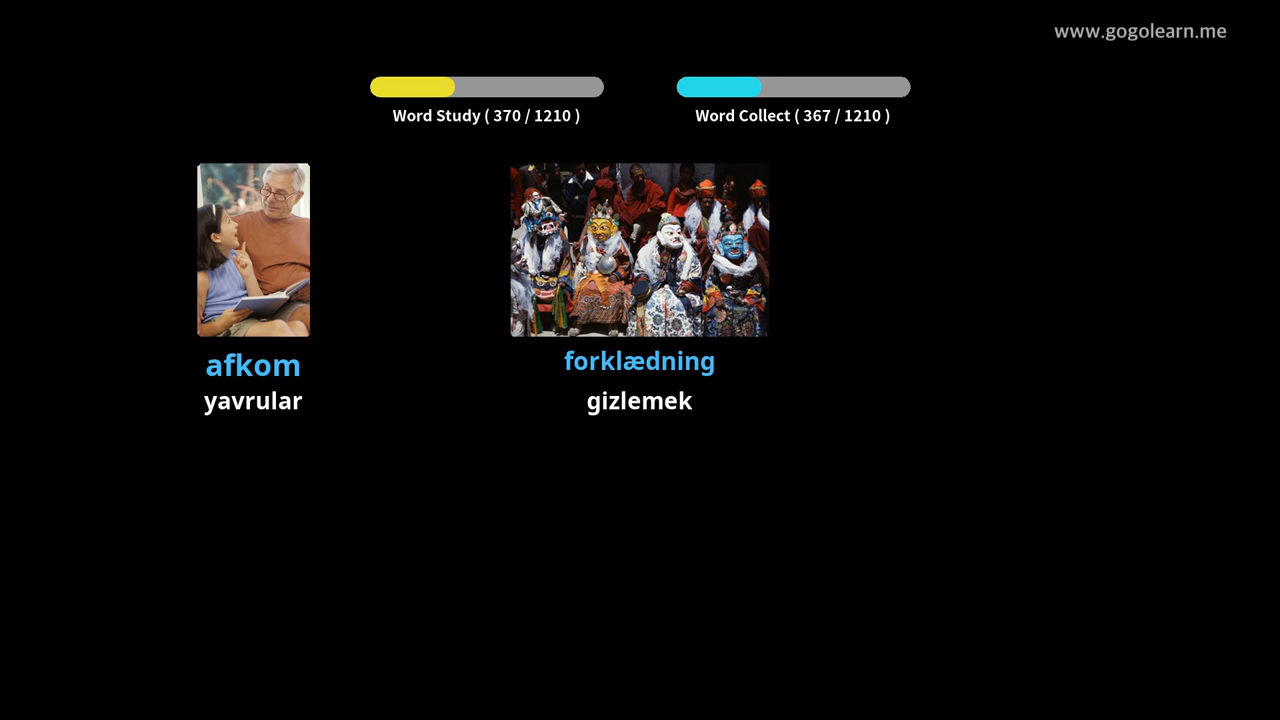 www.gogolearn.me
Word Study ( 370 / 1210 )
Word Collect ( 367 / 1210 )
afkom
yavrular
forklædning
gizlemek